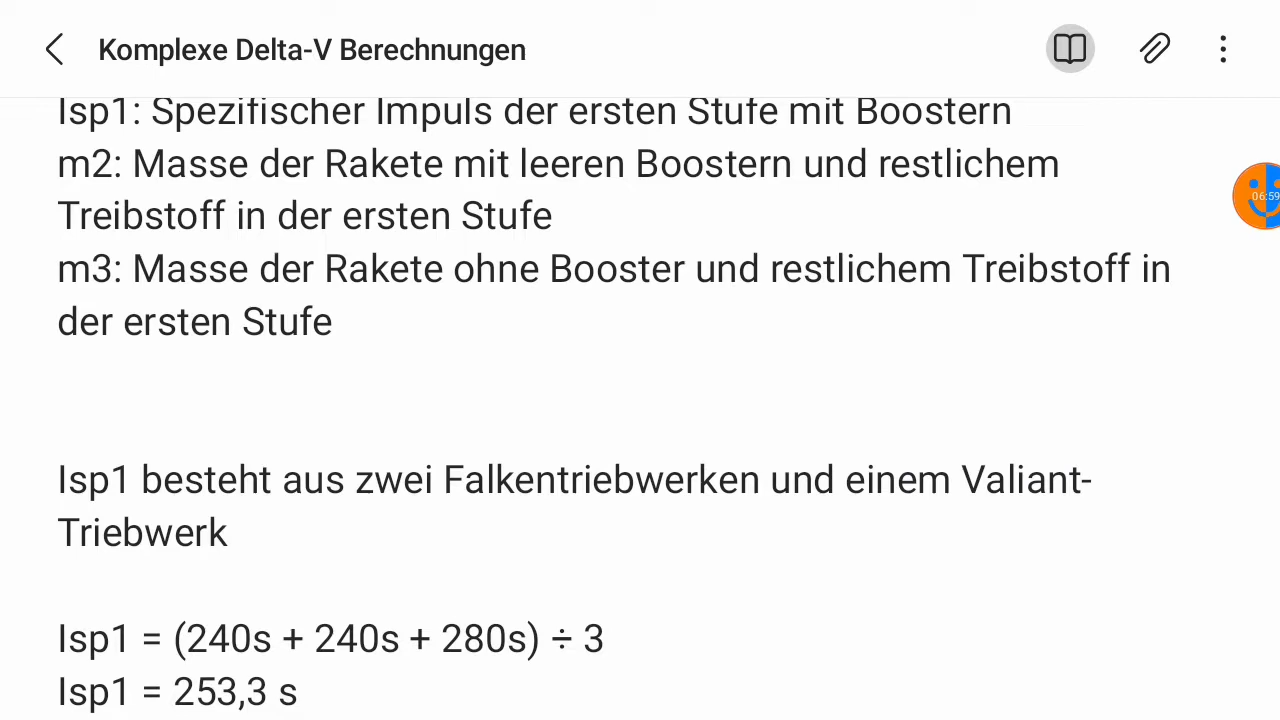 Komplexe Delta-V Berechnungen
Isp1: Spezifischer Impuls der ersten Stufe mit Boostern
m2: Masse der Rakete mit leeren Boostern und restlichem
Treibstoff in der ersten Stufe
06:59
m3: Masse der Rakete ohne Booster und restlichem Treibstoff in
der ersten Stufe
Isp1 besteht aus zwei Falkentriebwerken und einem Valiant-
Triebwerk
Isp1 = (240s + 240s + 280s) ÷ 3
Isp1 = 253,3 s